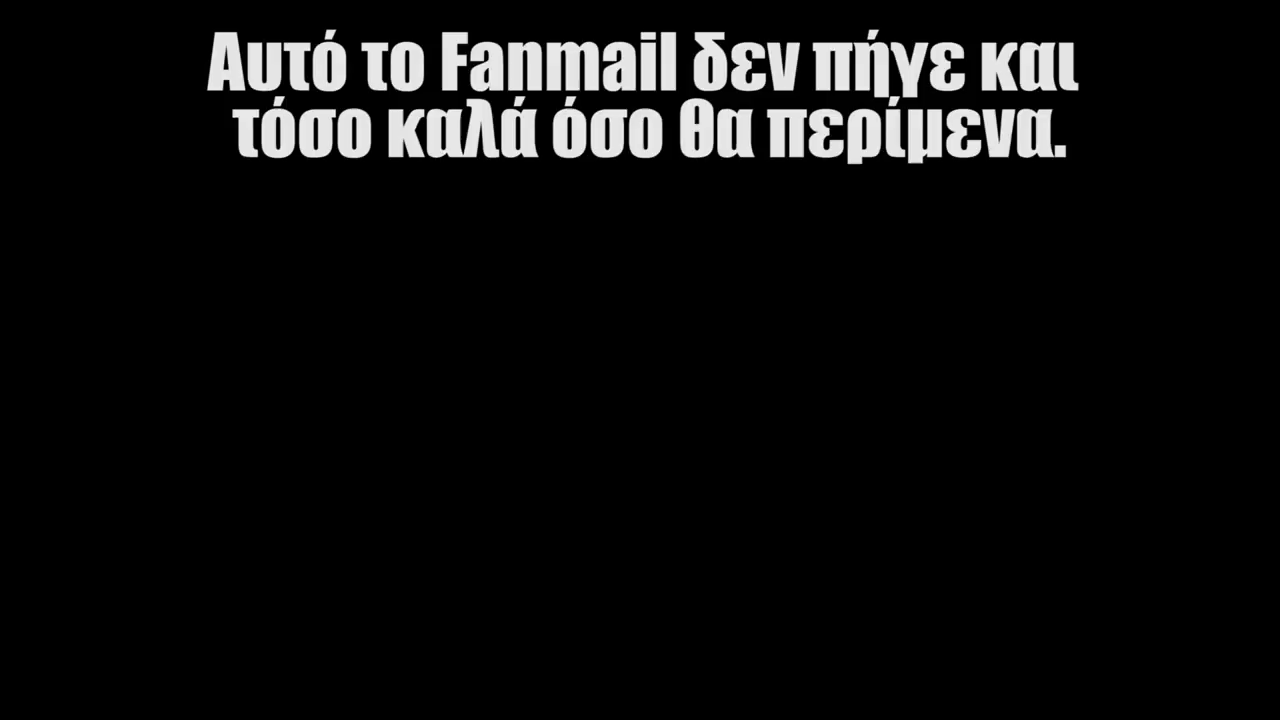 Αυτό το Fanmail δεν πήγε και
τόσο καλά όσο θα περίμενα.